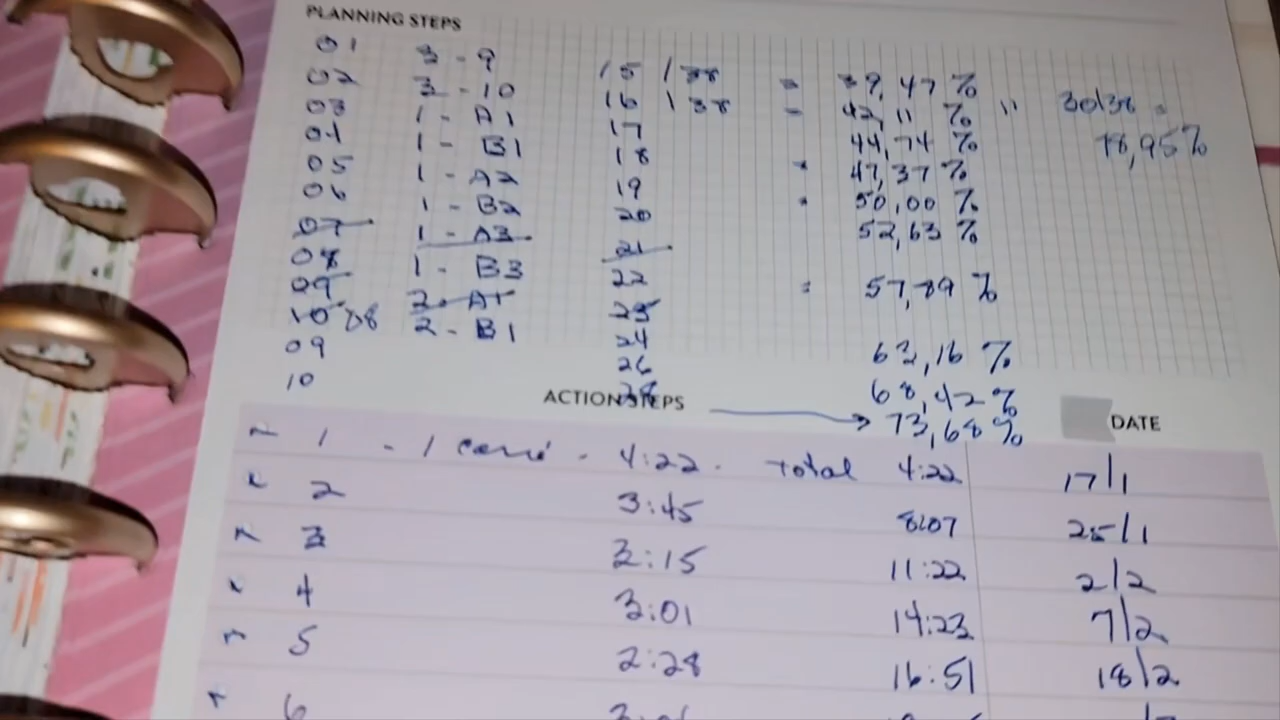 PLANNING STEPS
01 3 - 9 15 / 38 = 39,47 %
02 3 - 10 16 / 38 = 42,11 % " 30/38 =
03 1 - A1 17 44,74 % 78,95%
04 1 - B1 18 = 47,37 %
05 1 - A2 19 = 50,00 %
06 1 - B2 20 52,63 %
07 1 - A3 21
08 1 - B3 22 = 57,89 %
09 2 - A1 23
10 08 2 - B1 24 63,16 %
09 26 68,42 %
10 28 73,68 %
ACTION STEPS DATE
1 - 1 - 4:22 - Total 4:22 17/1
2 3:45 8:07 25/1
3 3:15 11:22 2/2
4 3:01 14:23 7/2
5 2:28 16:51 18/2
6